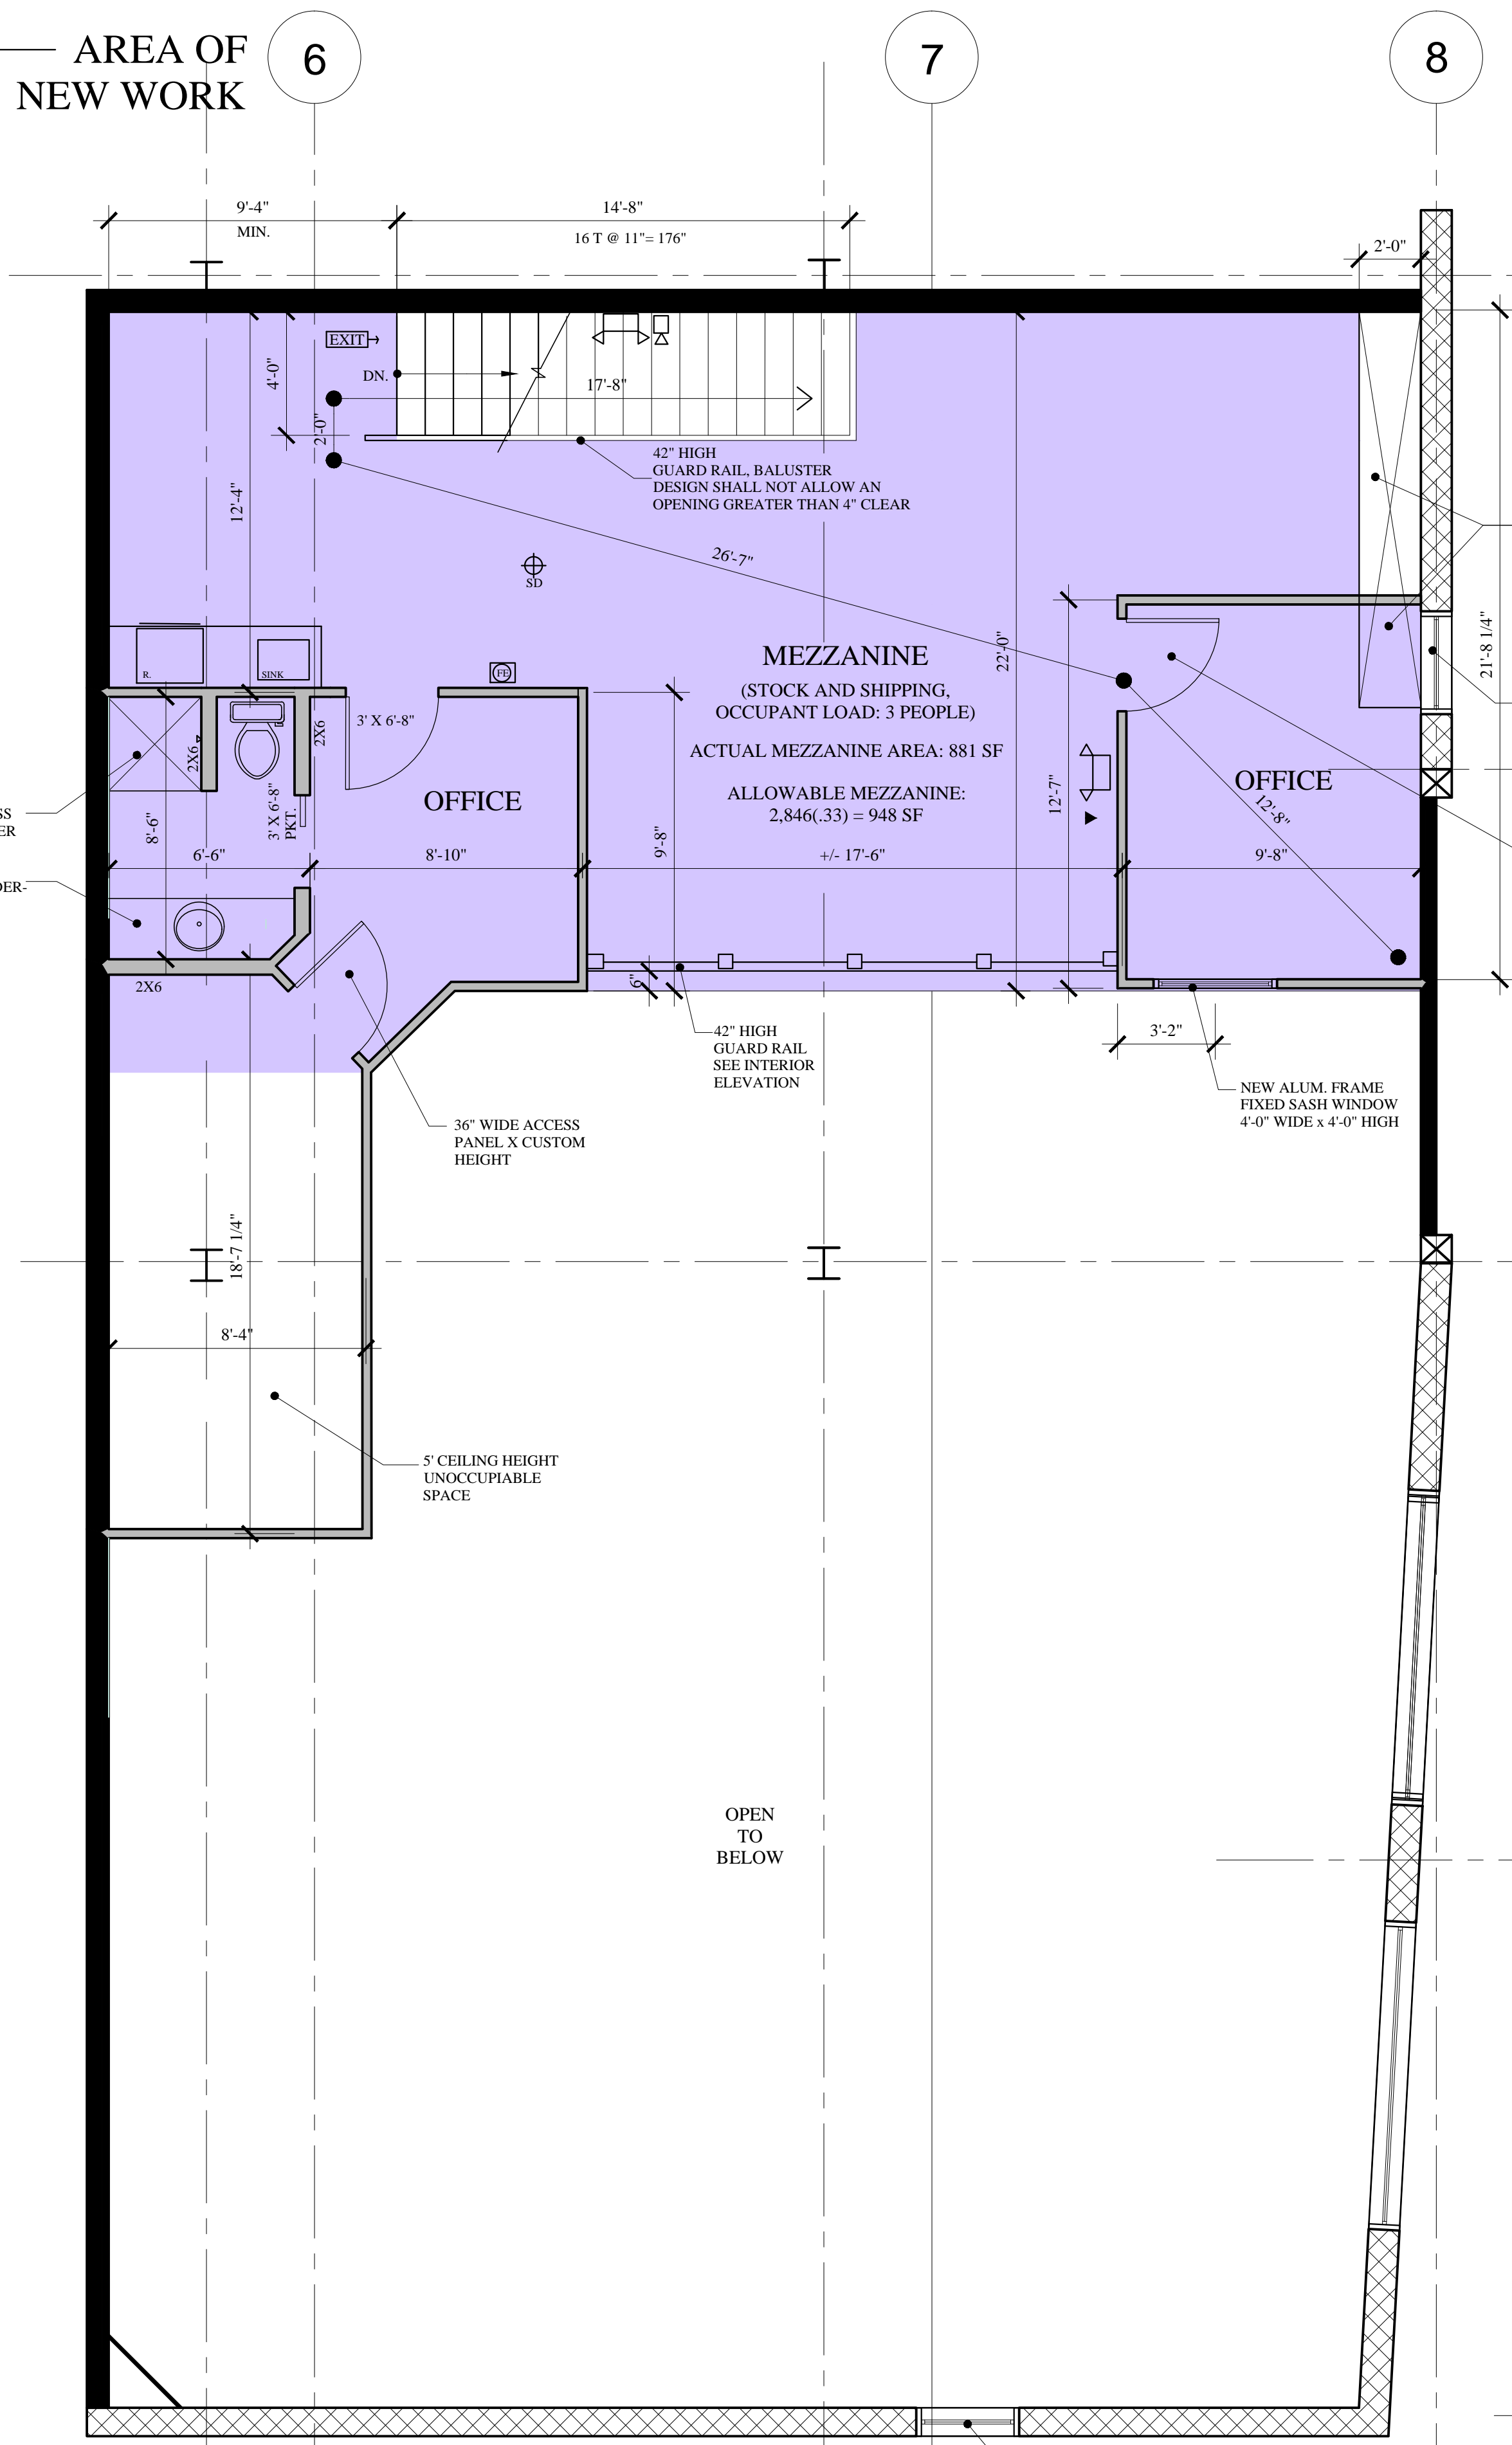 AREA OF
NEW WORK
6
7
8
9'-4"
MIN.
14'-8"
16 T @ 11"= 176"
2'-0"
EXIT
DN.
4'-0"
17'-8"
2'-0"
42" HIGH
GUARD RAIL, BALUSTER
DESIGN SHALL NOT ALLOW AN
OPENING GREATER THAN 4" CLEAR
12'-4"
26'-7"
SD
22'-0"
21'-8 1/4"
R.
SINK
FE
MEZZANINE
(STOCK AND SHIPPING,
OCCUPANT LOAD: 3 PEOPLE)
ACTUAL MEZZANINE AREA: 881 SF
ALLOWABLE MEZZANINE:
2,846(.33) = 948 SF
2X6
2X6
3' X 6'-8"
3' X 6'-8"
PKT.
OFFICE
OFFICE
12'-7"
12'-8"
8'-6"
9'-8"
6'-6"
8'-10"
+/- 17'-6"
9'-8"
SS
ER
DER-
2X6
6"
42" HIGH
GUARD RAIL
SEE INTERIOR
ELEVATION
3'-2"
NEW ALUM. FRAME
FIXED SASH WINDOW
4'-0" WIDE x 4'-0" HIGH
36" WIDE ACCESS
PANEL X CUSTOM
HEIGHT
18'-7 1/4"
8'-4"
5' CEILING HEIGHT
UNOCCUPIABLE
SPACE
OPEN
TO
BELOW